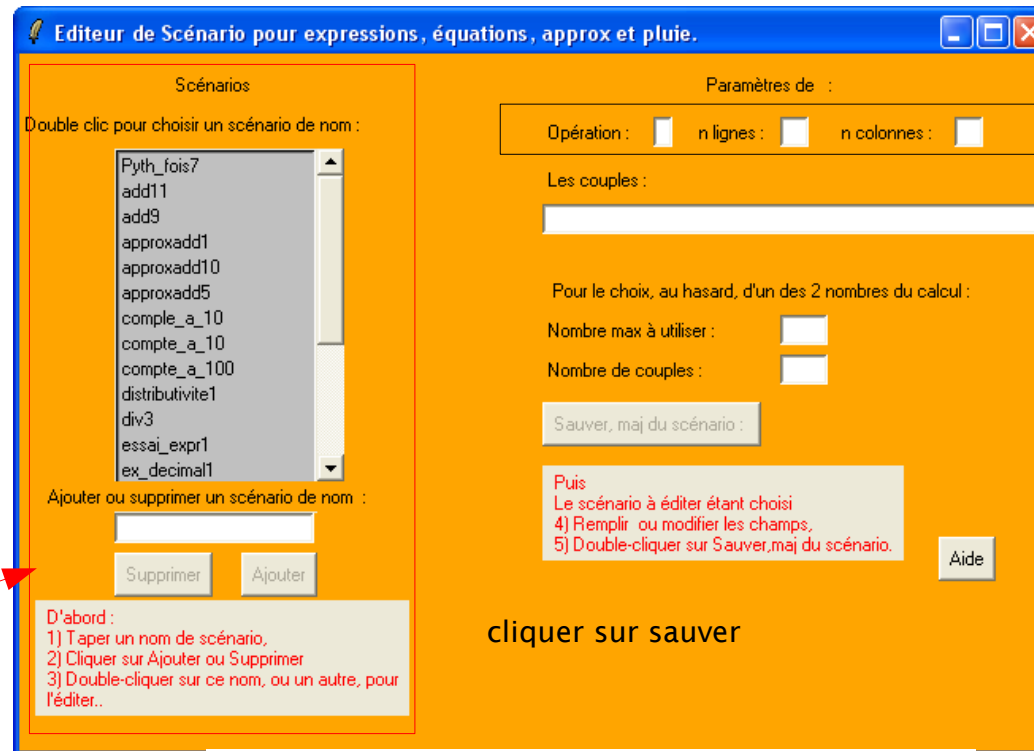 Editeur de Scénario pour expressions, équations, approx et pluie.
Scénarios
Double clic pour choisir un scénario de nom :
Pyth_fois7
add11
add9
approxadd1
approxadd10
approxadd5
comple_a_10
compte_a_10
compte_a_100
distributivite1
div3
essai_expr1
ex_decimal1
Ajouter ou supprimer un scénario de nom :
Supprimer Ajouter
D'abord :
1) Taper un nom de scénario,
2) Cliquer sur Ajouter ou Supprimer
3) Double-cliquer sur ce nom, ou un autre, pour
l'éditer..
Paramètres de :
Opération : n lignes : n colonnes :
Les couples :
Pour le choix, au hasard, d'un des 2 nombres du calcul :
Nombre max à utiliser :
Nombre de couples :
Sauver, maj du scénario :
Puis
Le scénario à éditer étant choisi
4) Remplir ou modifier les champs,
5) Double-cliquer sur Sauver,maj du scénario.
Aide
cliquer sur sauver